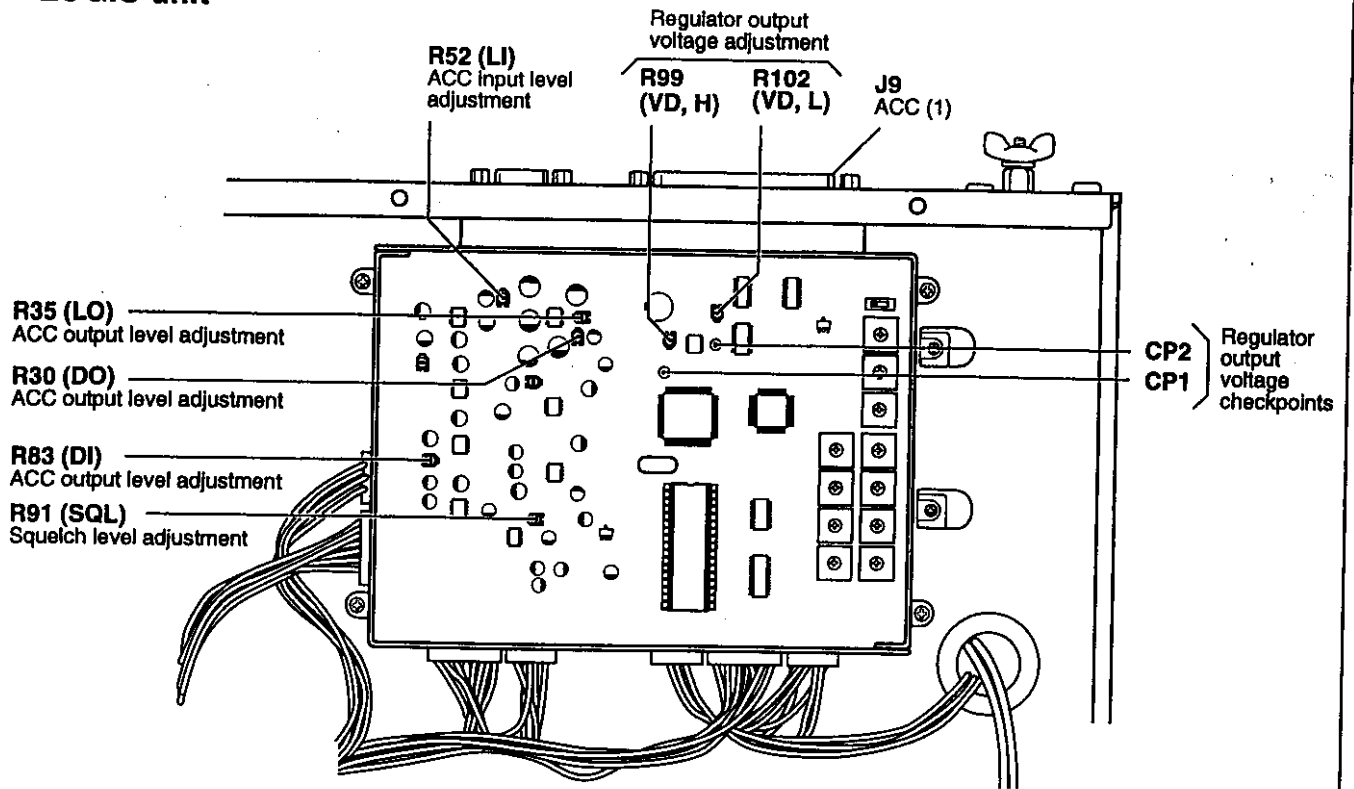 Regulator output
voltage adjustment
R52 (LI)
ACC input level
adjustment
R99
(VD, H)
R102
(VD, L)
J9
ACC (1)
R35 (LO)
ACC output level adjustment
R30 (DO)
ACC output level adjustment
R83 (DI)
ACC output level adjustment
R91 (SQL)
Squelch level adjustment
CP2
CP1
Regulator
output
voltage
checkpoints